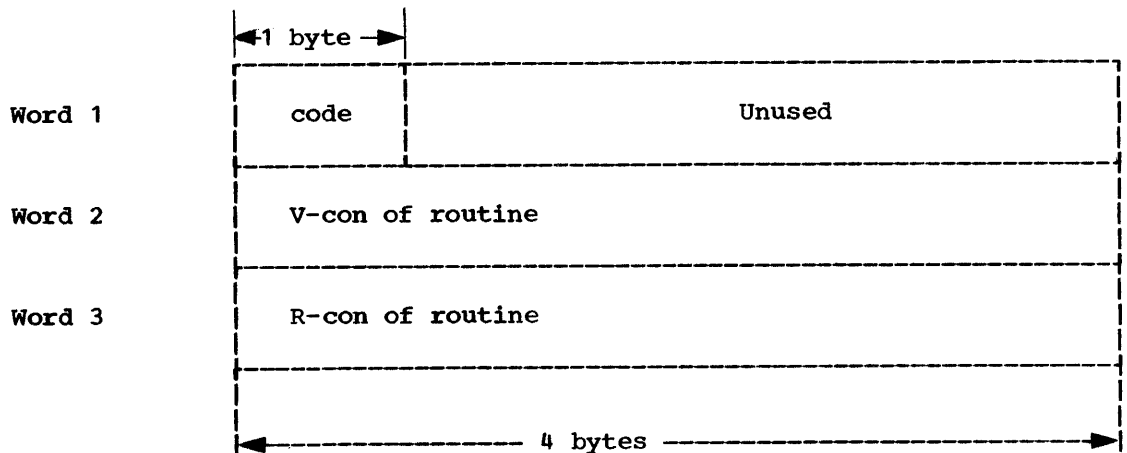 1 byte
Word 1 code Unused
Word 2 V-con of routine
Word 3 R-con of routine
4 bytes